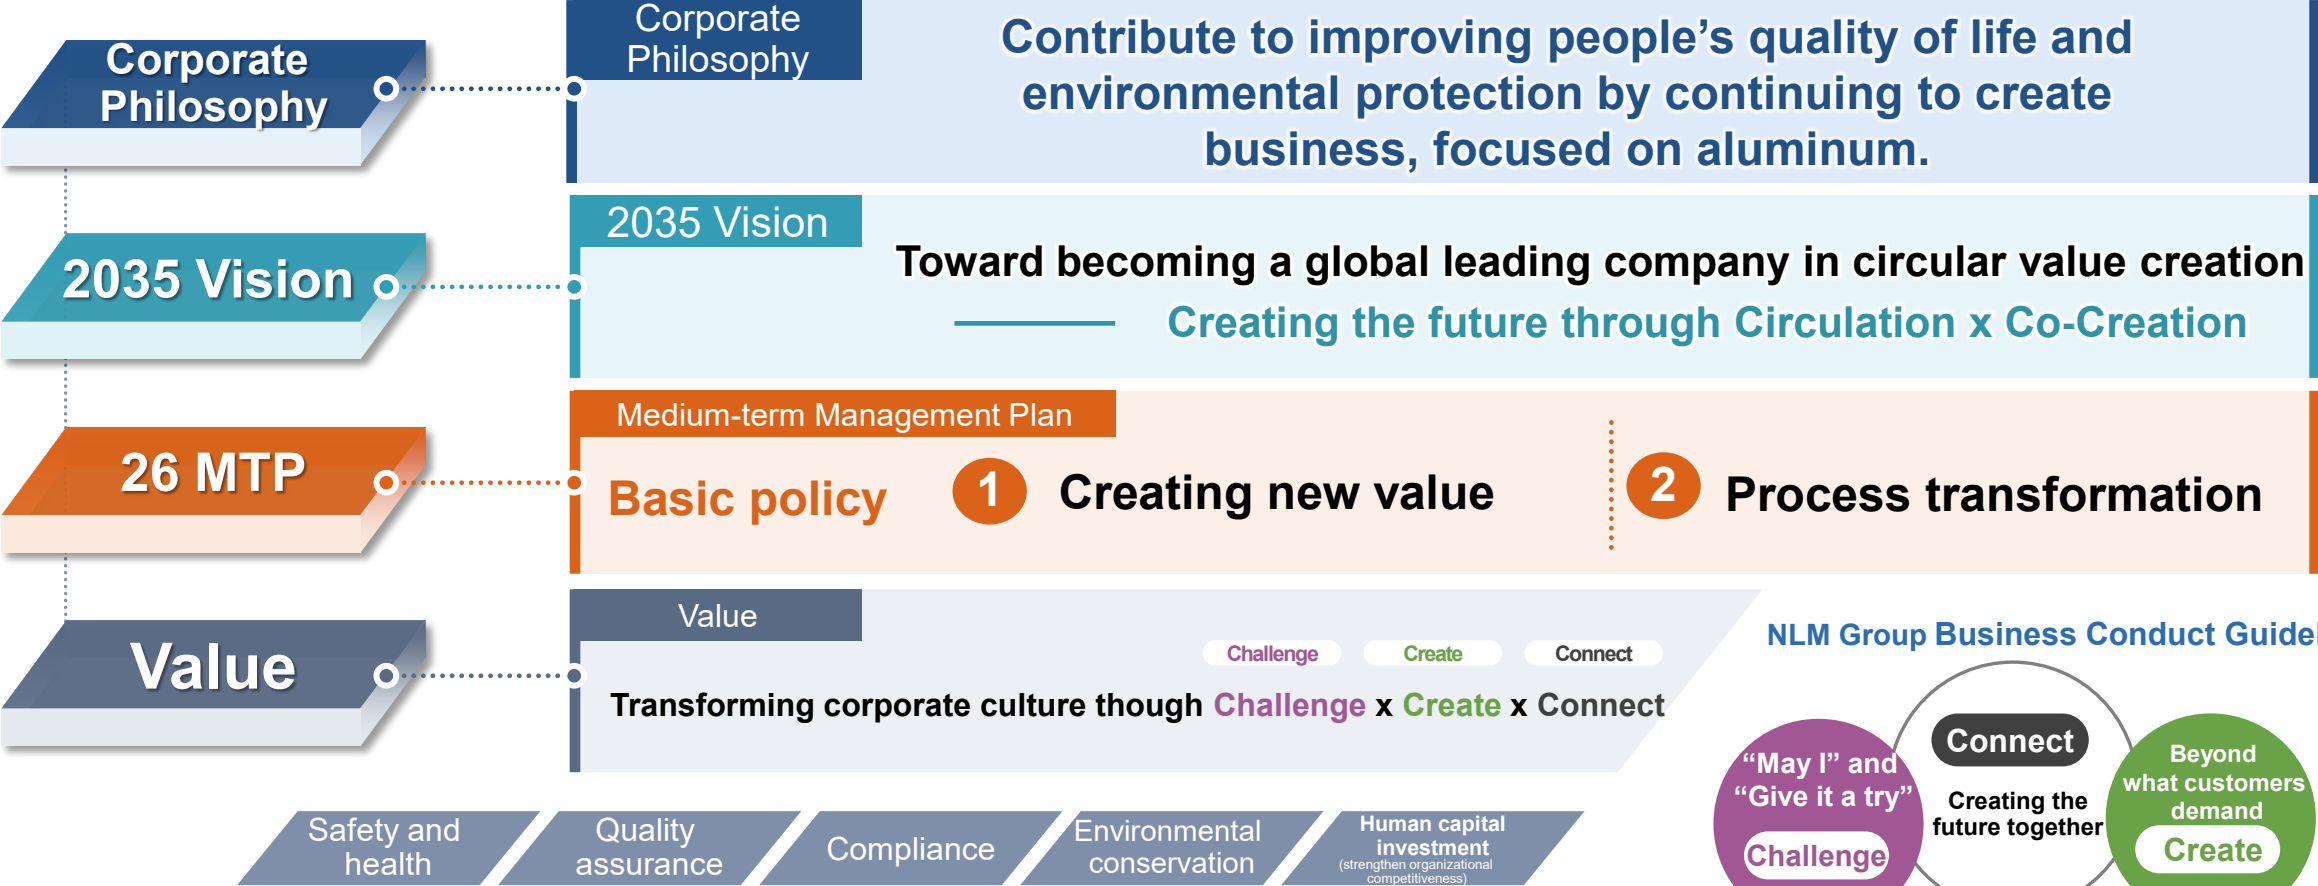 Corporate
Philosophy
Corporate
Philosophy
Contribute to improving people’s quality of life and
environmental protection by continuing to create
business, focused on aluminum.
2035 Vision
2035 Vision
Toward becoming a global leading company in circular value creation
Creating the future through Circulation x Co-Creation
26 MTP
Medium-term Management Plan
Basic policy
1 Creating new value
2 Process transformation
Value
Value
Challenge Create Connect
Transforming corporate culture though Challenge x Create x Connect
NLM Group Business Conduct Guidel
“May I” and
“Give it a try”
Challenge
Connect
Creating the
future together
Beyond
what customers
demand
Create
Safety and
health
Quality
assurance
Compliance
Environmental
conservation
Human capital
investment
(strengthen organizational
competitiveness)